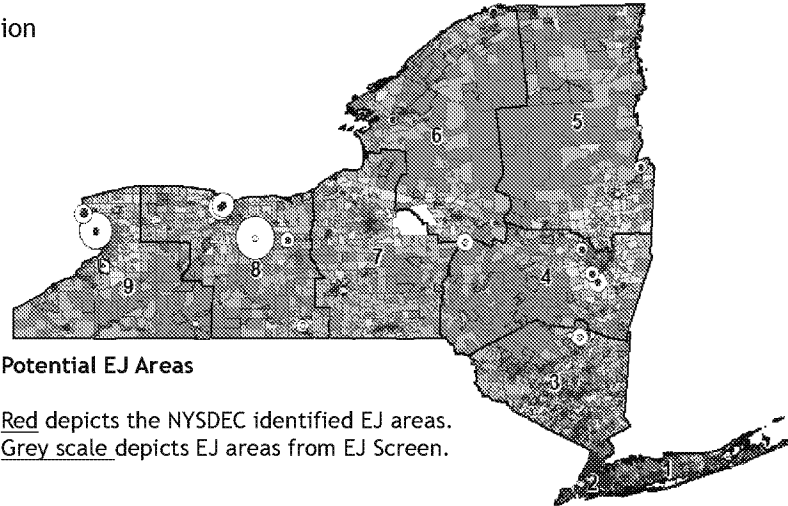 ion
6
5
7
8
9
4
3
1
2
Potential EJ Areas
Red depicts the NYSDEC identified EJ areas.
Grey scale depicts EJ areas from EJ Screen.